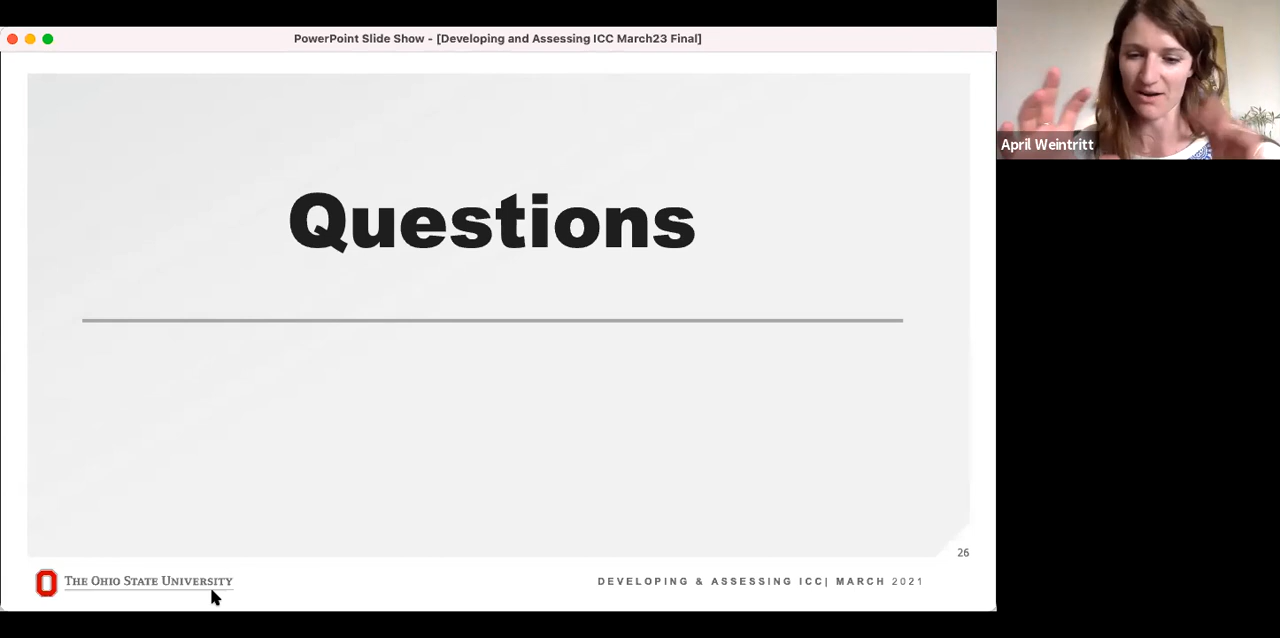 PowerPoint Slide Show - [Developing and Assessing ICC March23 Final]
April Weintritt
Questions
26
THE OHIO STATE UNIVERSITY
DEVELOPING & ASSESSING ICC| MARCH 2021